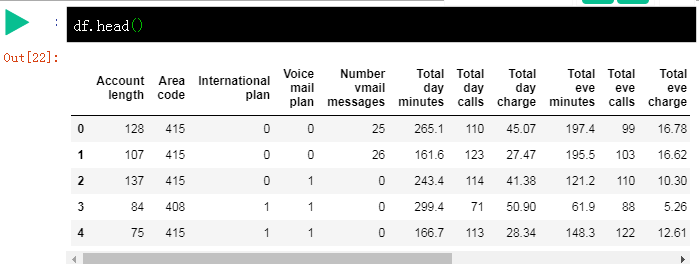 :
df.head()
Out[22]:
Account length Area code International plan Voice mail plan Number vmail messages Total day minutes Total day calls Total day charge Total eve minutes Total eve calls Total eve charge
0 128 415 0 0 25 265.1 110 45.07 197.4 99 16.78
1 107 415 0 0 26 161.6 123 27.47 195.5 103 16.62
2 137 415 0 1 0 243.4 114 41.38 121.2 110 10.30
3 84 408 1 1 0 299.4 71 50.90 61.9 88 5.26
4 75 415 1 1 0 166.7 113 28.34 148.3 122 12.61